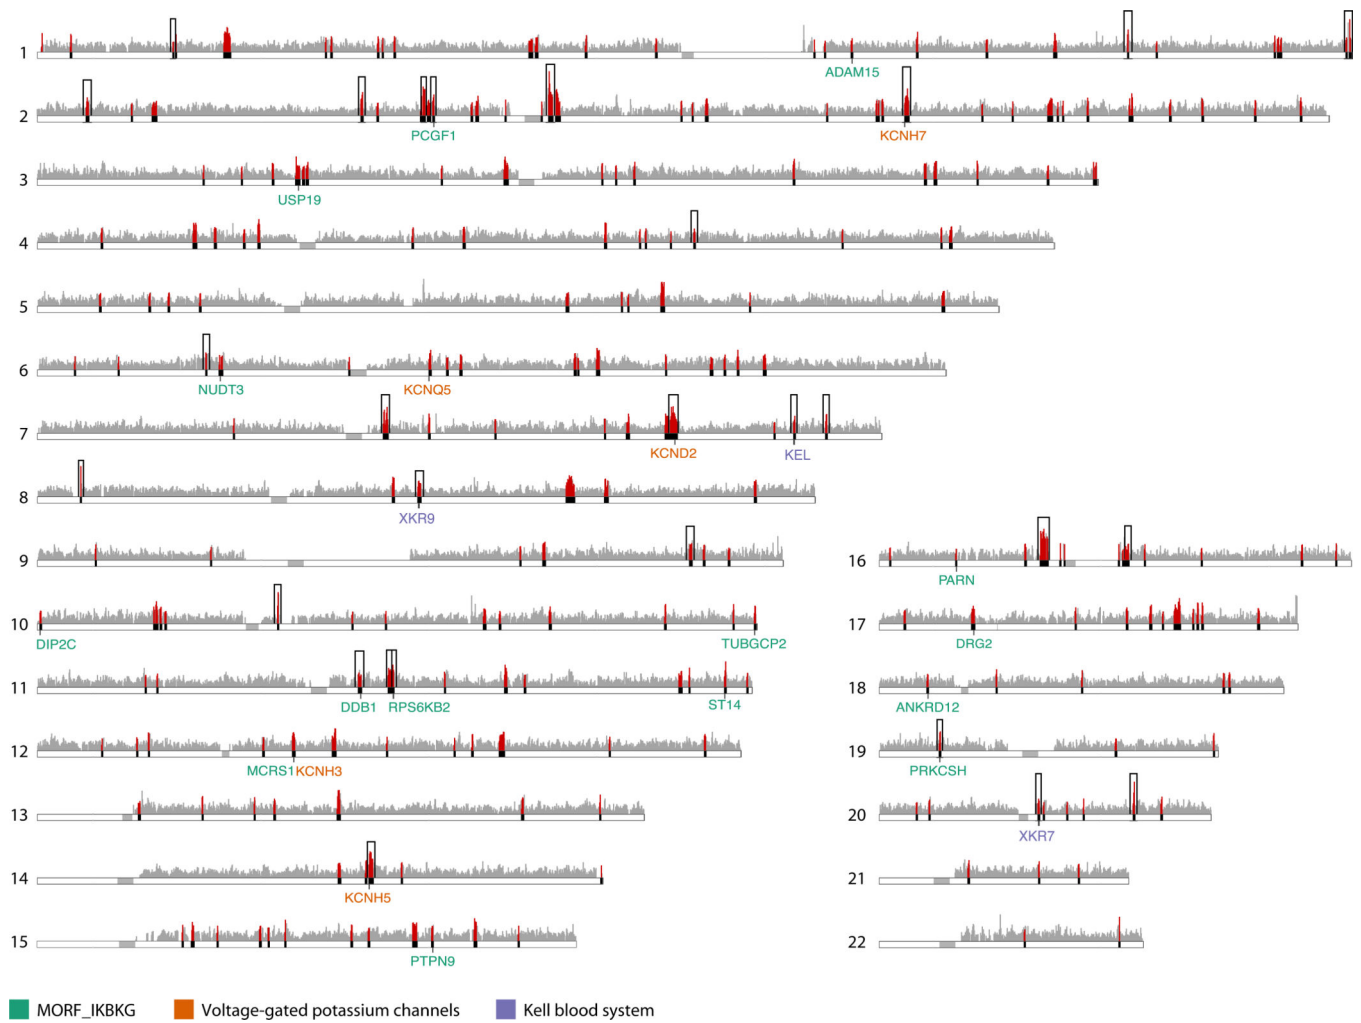 1
ADAM15
2
PCGF1 KCNH7
3
USP19
4
5
6
NUDT3 KCNQ5
7
KCND2 KEL
8
XKR9
9
10
DIP2C TUBGCP2
11
DDB1 RPS6KB2 ST14
12
MCRS1 KCNH3
13
14
KCNH5
15
PTPN9
16
PARN
17
DRG2
18
ANKRD12
19
PRKCSH
20
XKR7
21
22
MORF_IKBKG Voltage-gated potassium channels Kell blood system